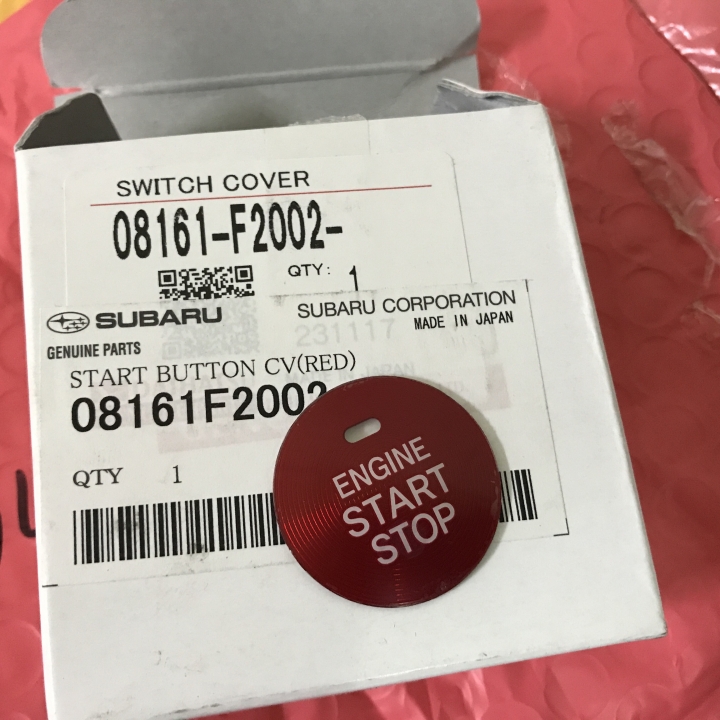 SWITCH COVER
08161-F2002-
QTY: 1
SUBARU
SUBARU CORPORATION
MADE IN JAPAN
231117
GENUINE PARTS
START BUTTON CV(RED)
08161F2002
QTY 1
ENGINE
START
STOP